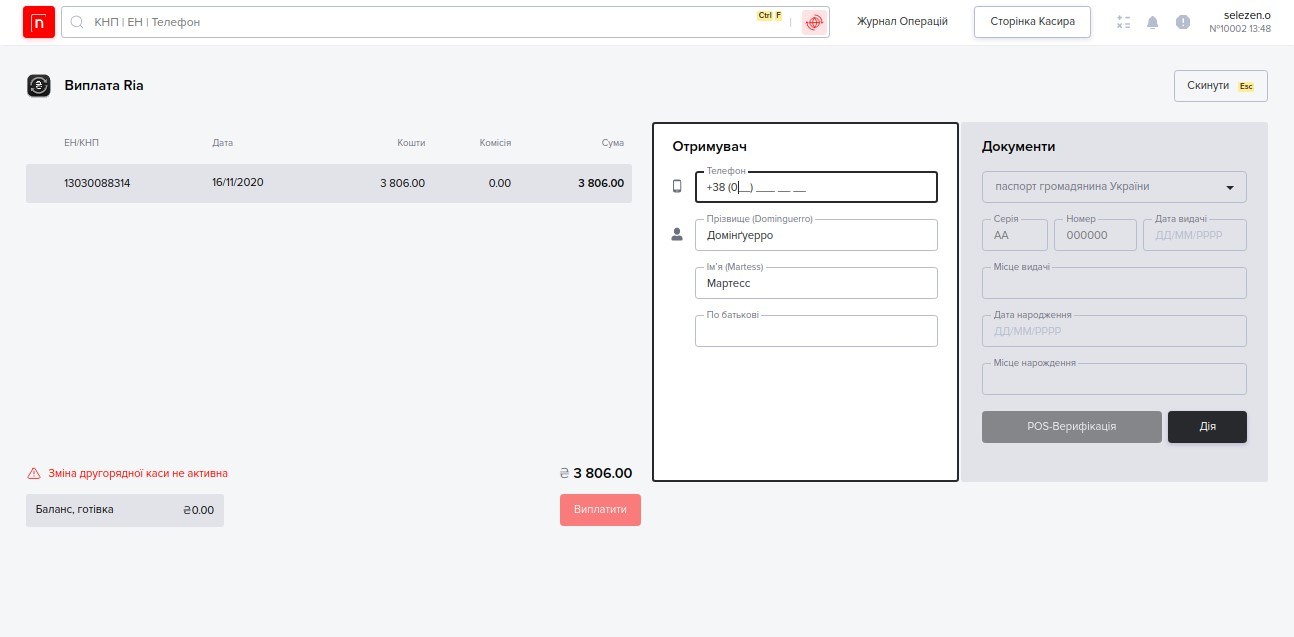 n КНП | ЕН | Телефон Ctrl F Журнал Операцій Сторінка Касира selezen.o
№10002 13:48
Виплата Ria Скинути Esc
ЕН/КНП Дата Кошти Комісія Сума
13030088314 16/11/2020 3 806.00 0.00 3 806.00
Зміна другорядної каси не активна ₴ 3 806.00
Баланс, готівка ₴0.00 Виплатити
Отримувач
Телефон
+38 (0__) ___ __ __
Прізвище (Dominguerro)
Домінґуерро
Ім'я (Martess)
Мартесс
По батькові
Документи
паспорт громадянина України
Серія Номер Дата видачі
АА 000000 ДД/ММ/РРРР
Місце видачі
Дата народження
ДД/ММ/РРРР
Місце нарождення
POS-Верифікація Дія